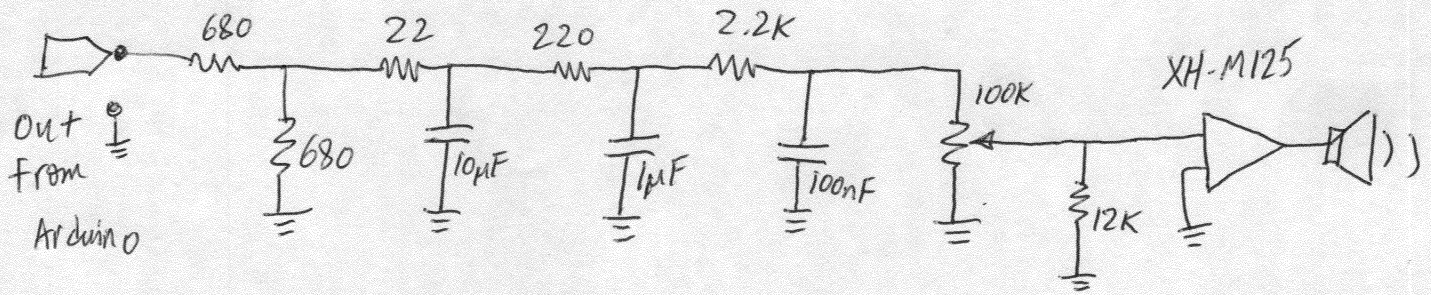 680
22
220
2.2K
XH-M125
100K
Out
From
Arduino
680
10µF
1µF
100nF
12K